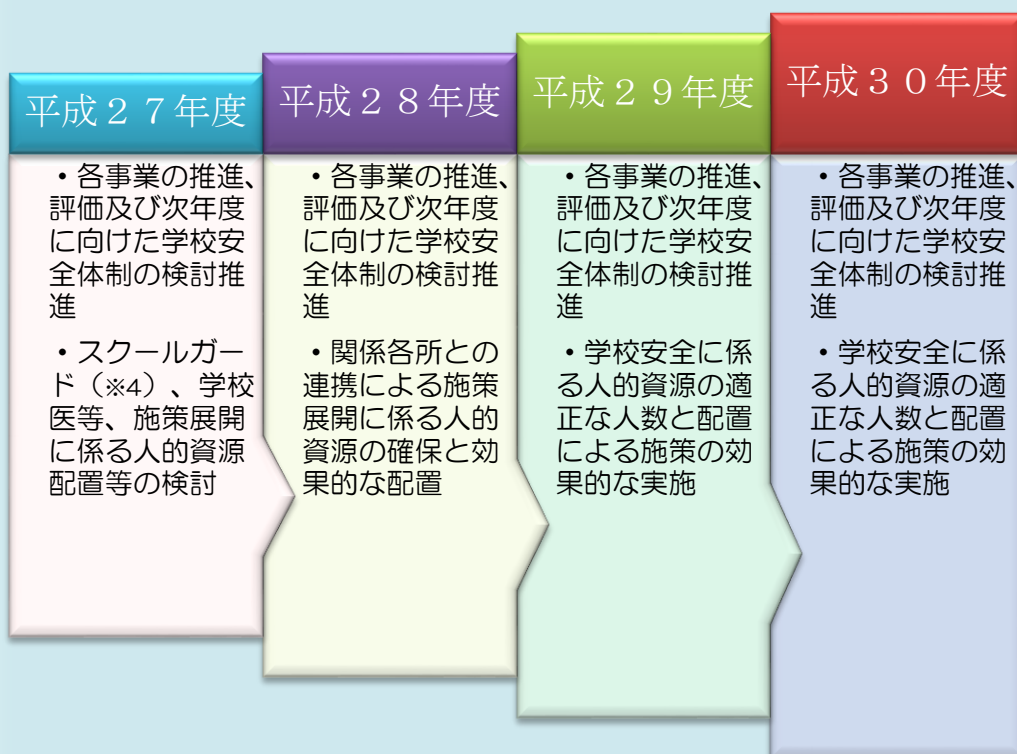 平成２７年度
・各事業の推進、
評価及び次年度
に向けた学校安
全体制の検討推
進
・スクールガー
ド（※4）、学校
医等、施策展開
に係る人的資源
配置等の検討
平成２８年度
・各事業の推進、
評価及び次年度
に向けた学校安
全体制の検討推
進
・関係各所との
連携による施策
展開に係る人的
資源の確保と効
果的な配置
平成２９年度
・各事業の推進、
評価及び次年度
に向けた学校安
全体制の検討推
進
・学校安全に係
る人的資源の適
正な人数と配置
による施策の効
果的な実施
平成３０年度
・各事業の推進、
評価及び次年度
に向けた学校安
全体制の検討推
進
・学校安全に係
る人的資源の適
正な人数と配置
による施策の効
果的な実施